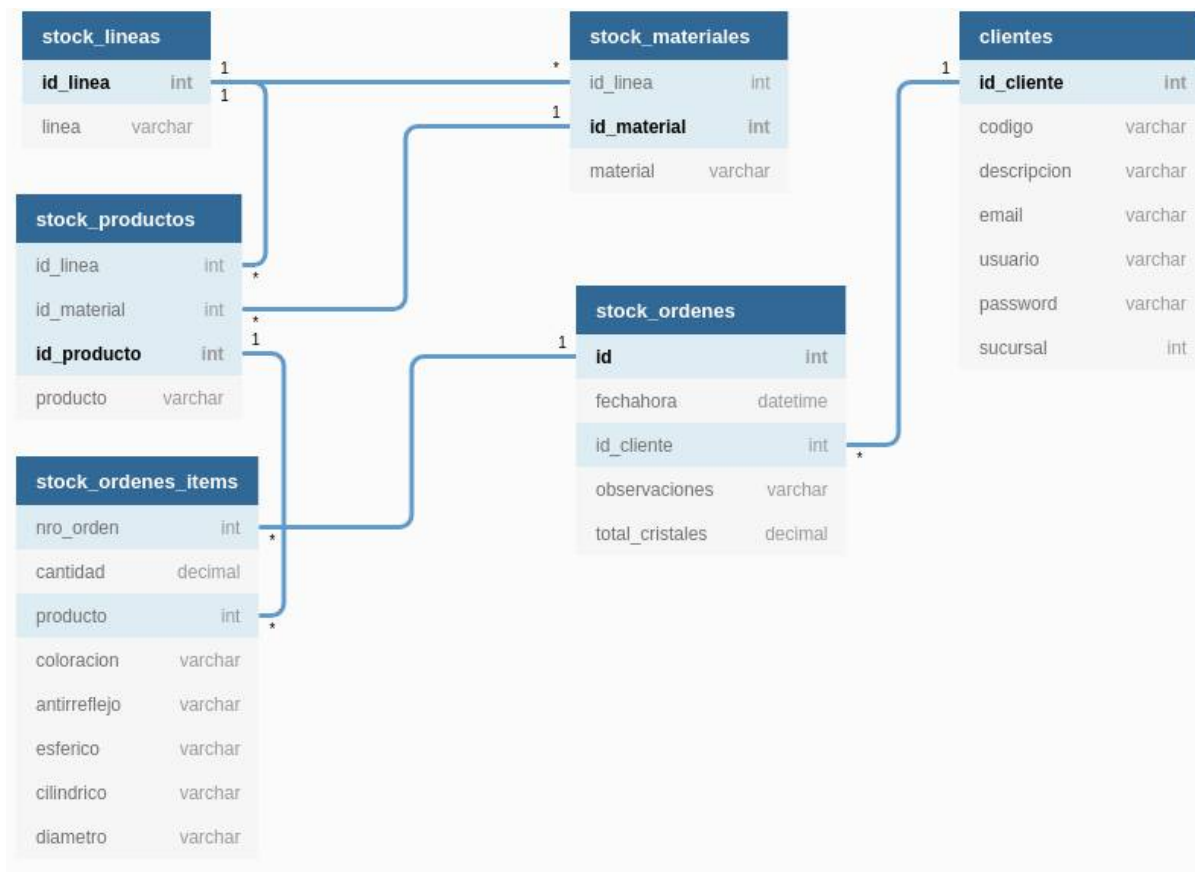 stock_lineas
id_linea int
linea varchar
1
1
*
1
stock_materiales
id_linea int
id_material int
material varchar
clientes
1
id_cliente int
codigo varchar
descripcion varchar
email varchar
usuario varchar
password varchar
sucursal int
stock_productos
id_linea int
*
id_material int
*
id_producto int
1
producto varchar
stock_ordenes
1
id int
fechahora datetime
id_cliente int
*
observaciones varchar
total_cristales decimal
stock_ordenes_items
nro_orden int
*
cantidad decimal
producto int
*
coloracion varchar
antirreflejo varchar
esferico varchar
cilindrico varchar
diametro varchar